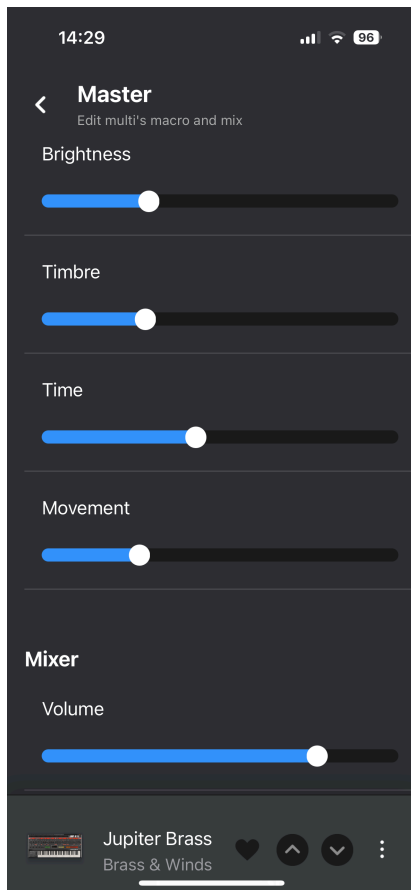 14:29
96
Master
Edit multi's macro and mix
Brightness
Timbre
Time
Movement
Mixer
Volume
Jupiter Brass
Brass & Winds